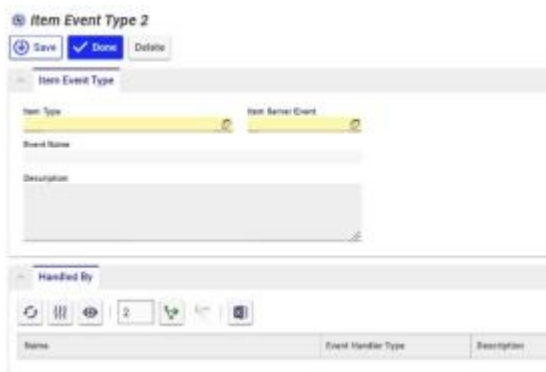 Item Event Type 2
Save Done Delete
Item Event Type
Item Type Item Server Event
Event Name
Description
Handled By
2
Name Event Handler Type Description